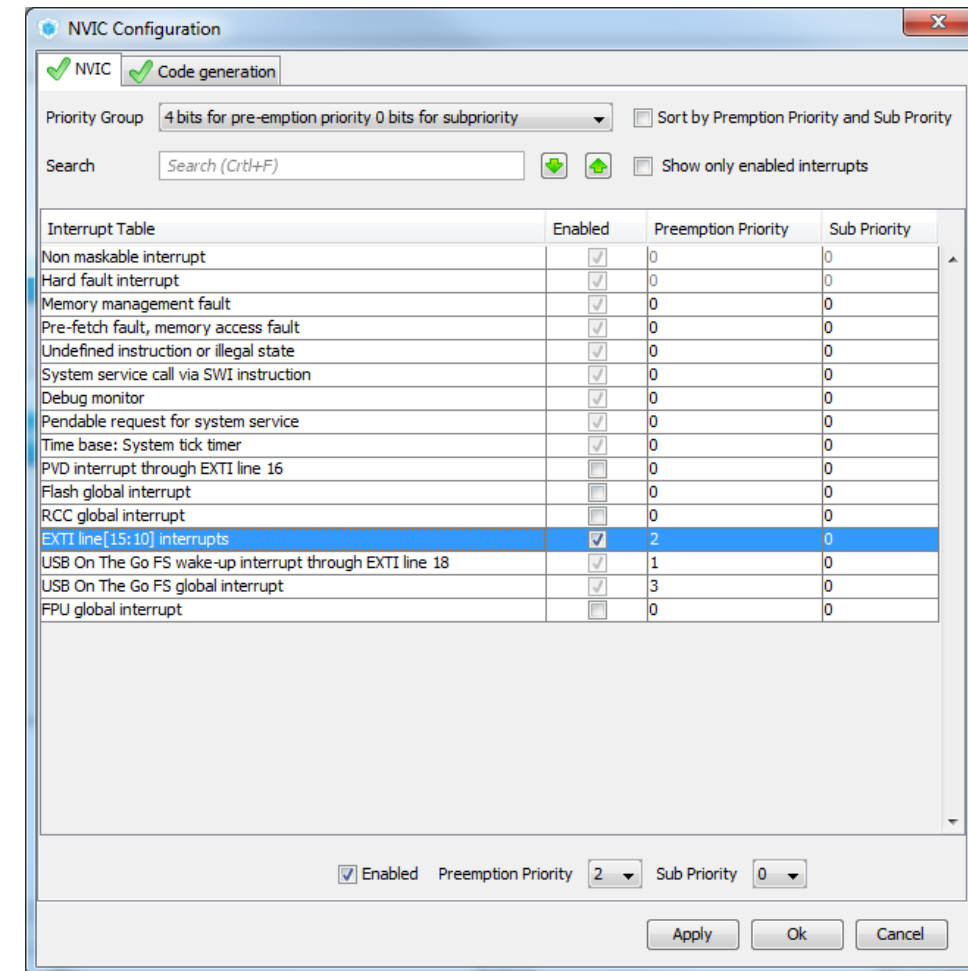 NVIC Configuration
NVIC Code generation
Priority Group 4 bits for pre-emption priority 0 bits for subpriority Sort by Premption Priority and Sub Prority
Search Search (Crtl+F) Show only enabled interrupts
Interrupt Table Enabled Preemption Priority Sub Priority
Non maskable interrupt 0 0
Hard fault interrupt 0 0
Memory management fault 0 0
Pre-fetch fault, memory access fault 0 0
Undefined instruction or illegal state 0 0
System service call via SWI instruction 0 0
Debug monitor 0 0
Pendable request for system service 0 0
Time base: System tick timer 0 0
PVD interrupt through EXTI line 16 0 0
Flash global interrupt 0 0
RCC global interrupt 0 0
EXTI line[15:10] interrupts 2 0
USB On The Go FS wake-up interrupt through EXTI line 18 1 0
USB On The Go FS global interrupt 3 0
FPU global interrupt 0 0
Enabled Preemption Priority 2 Sub Priority 0
Apply Ok Cancel